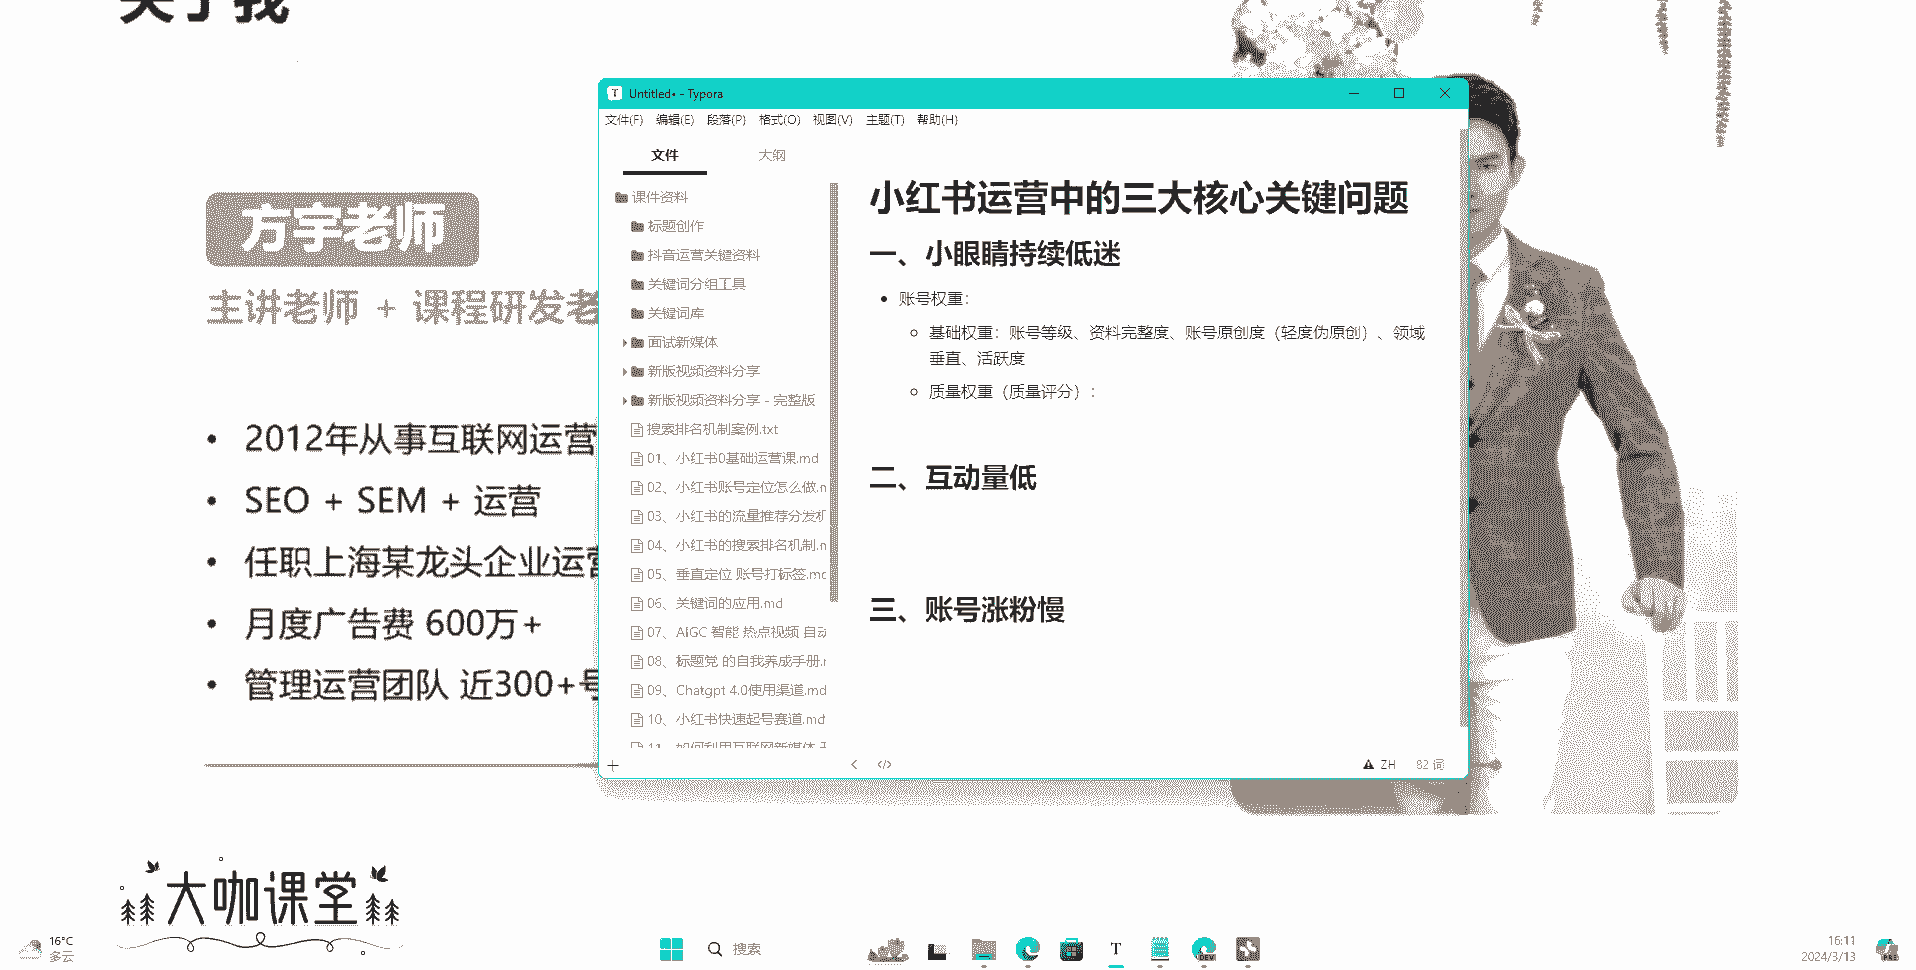 关于我
方宇老师
主讲老师 + 课程研发老
2012年从事互联网运营
SEO + SEM + 运营
任职上海某龙头企业运营
月度广告费 600万+
管理运营团队 近300+号
大咖课堂
Untitled• - Typora
文件(F) 编辑(E) 段落(P) 格式(O) 视图(V) 主题(T) 帮助(H)
文件 大纲
课件资料
标题创作
抖音运营关键资料
关键词分组工具
关键词库
面试新媒体
新版视频资料分享
新版视频资料分享 - 完整版
搜索排名机制案例.txt
01、小红书0基础运营课.md
02、小红书账号定位怎么做.n
03、小红书的流量推荐分发机
04、小红书的搜索排名机制.n
05、垂直定位 账号打标签.mc
06、关键词的应用.md
07、AIGC 智能 热点视频 自动
08、标题党 的自我养成手册.r
09、Chatgpt 4.0使用渠道.md
10、小红书快速起号赛道.md
11、如何利用互联网新媒体
小红书运营中的三大核心关键问题
一、小眼睛持续低迷
账号权重：
基础权重：账号等级、资料完整度、账号原创度（轻度伪原创）、领域
垂直、活跃度
质量权重（质量评分）：
二、互动量低
三、账号涨粉慢
ZH 82 词
16°C
多云
搜索
T
DEV
16:11
2024/3/13
PRE